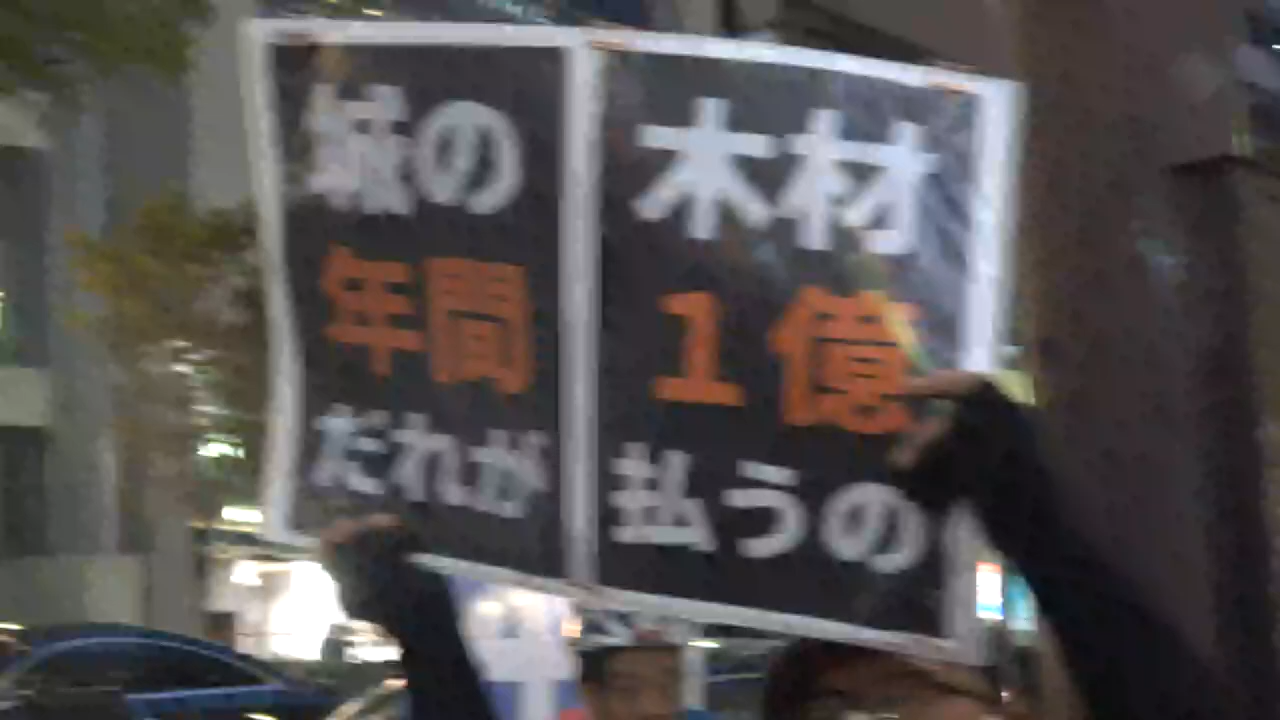 城の 木材
年間 1億
だれが 払うの